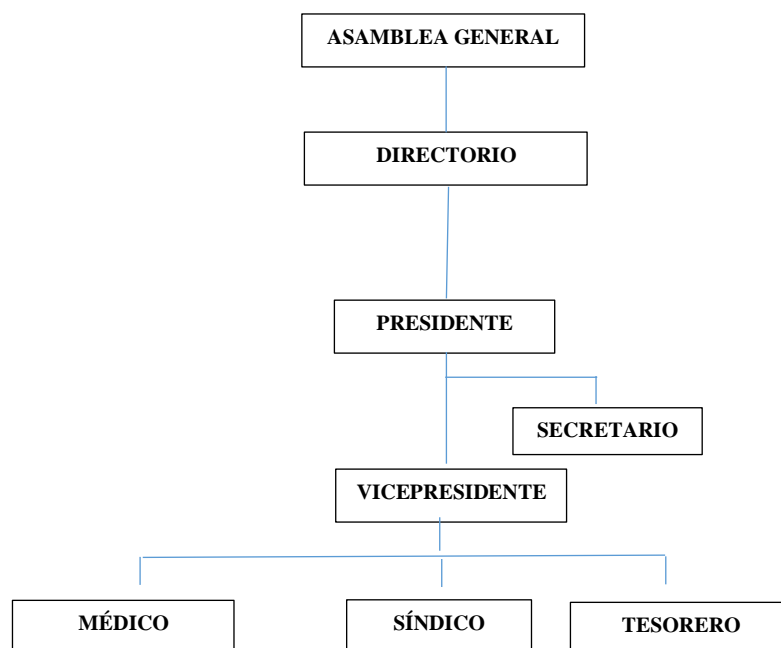 ASAMBLEA GENERAL
DIRECTORIO
PRESIDENTE
SECRETARIO
VICEPRESIDENTE
MÉDICO
SÍNDICO
TESORERO